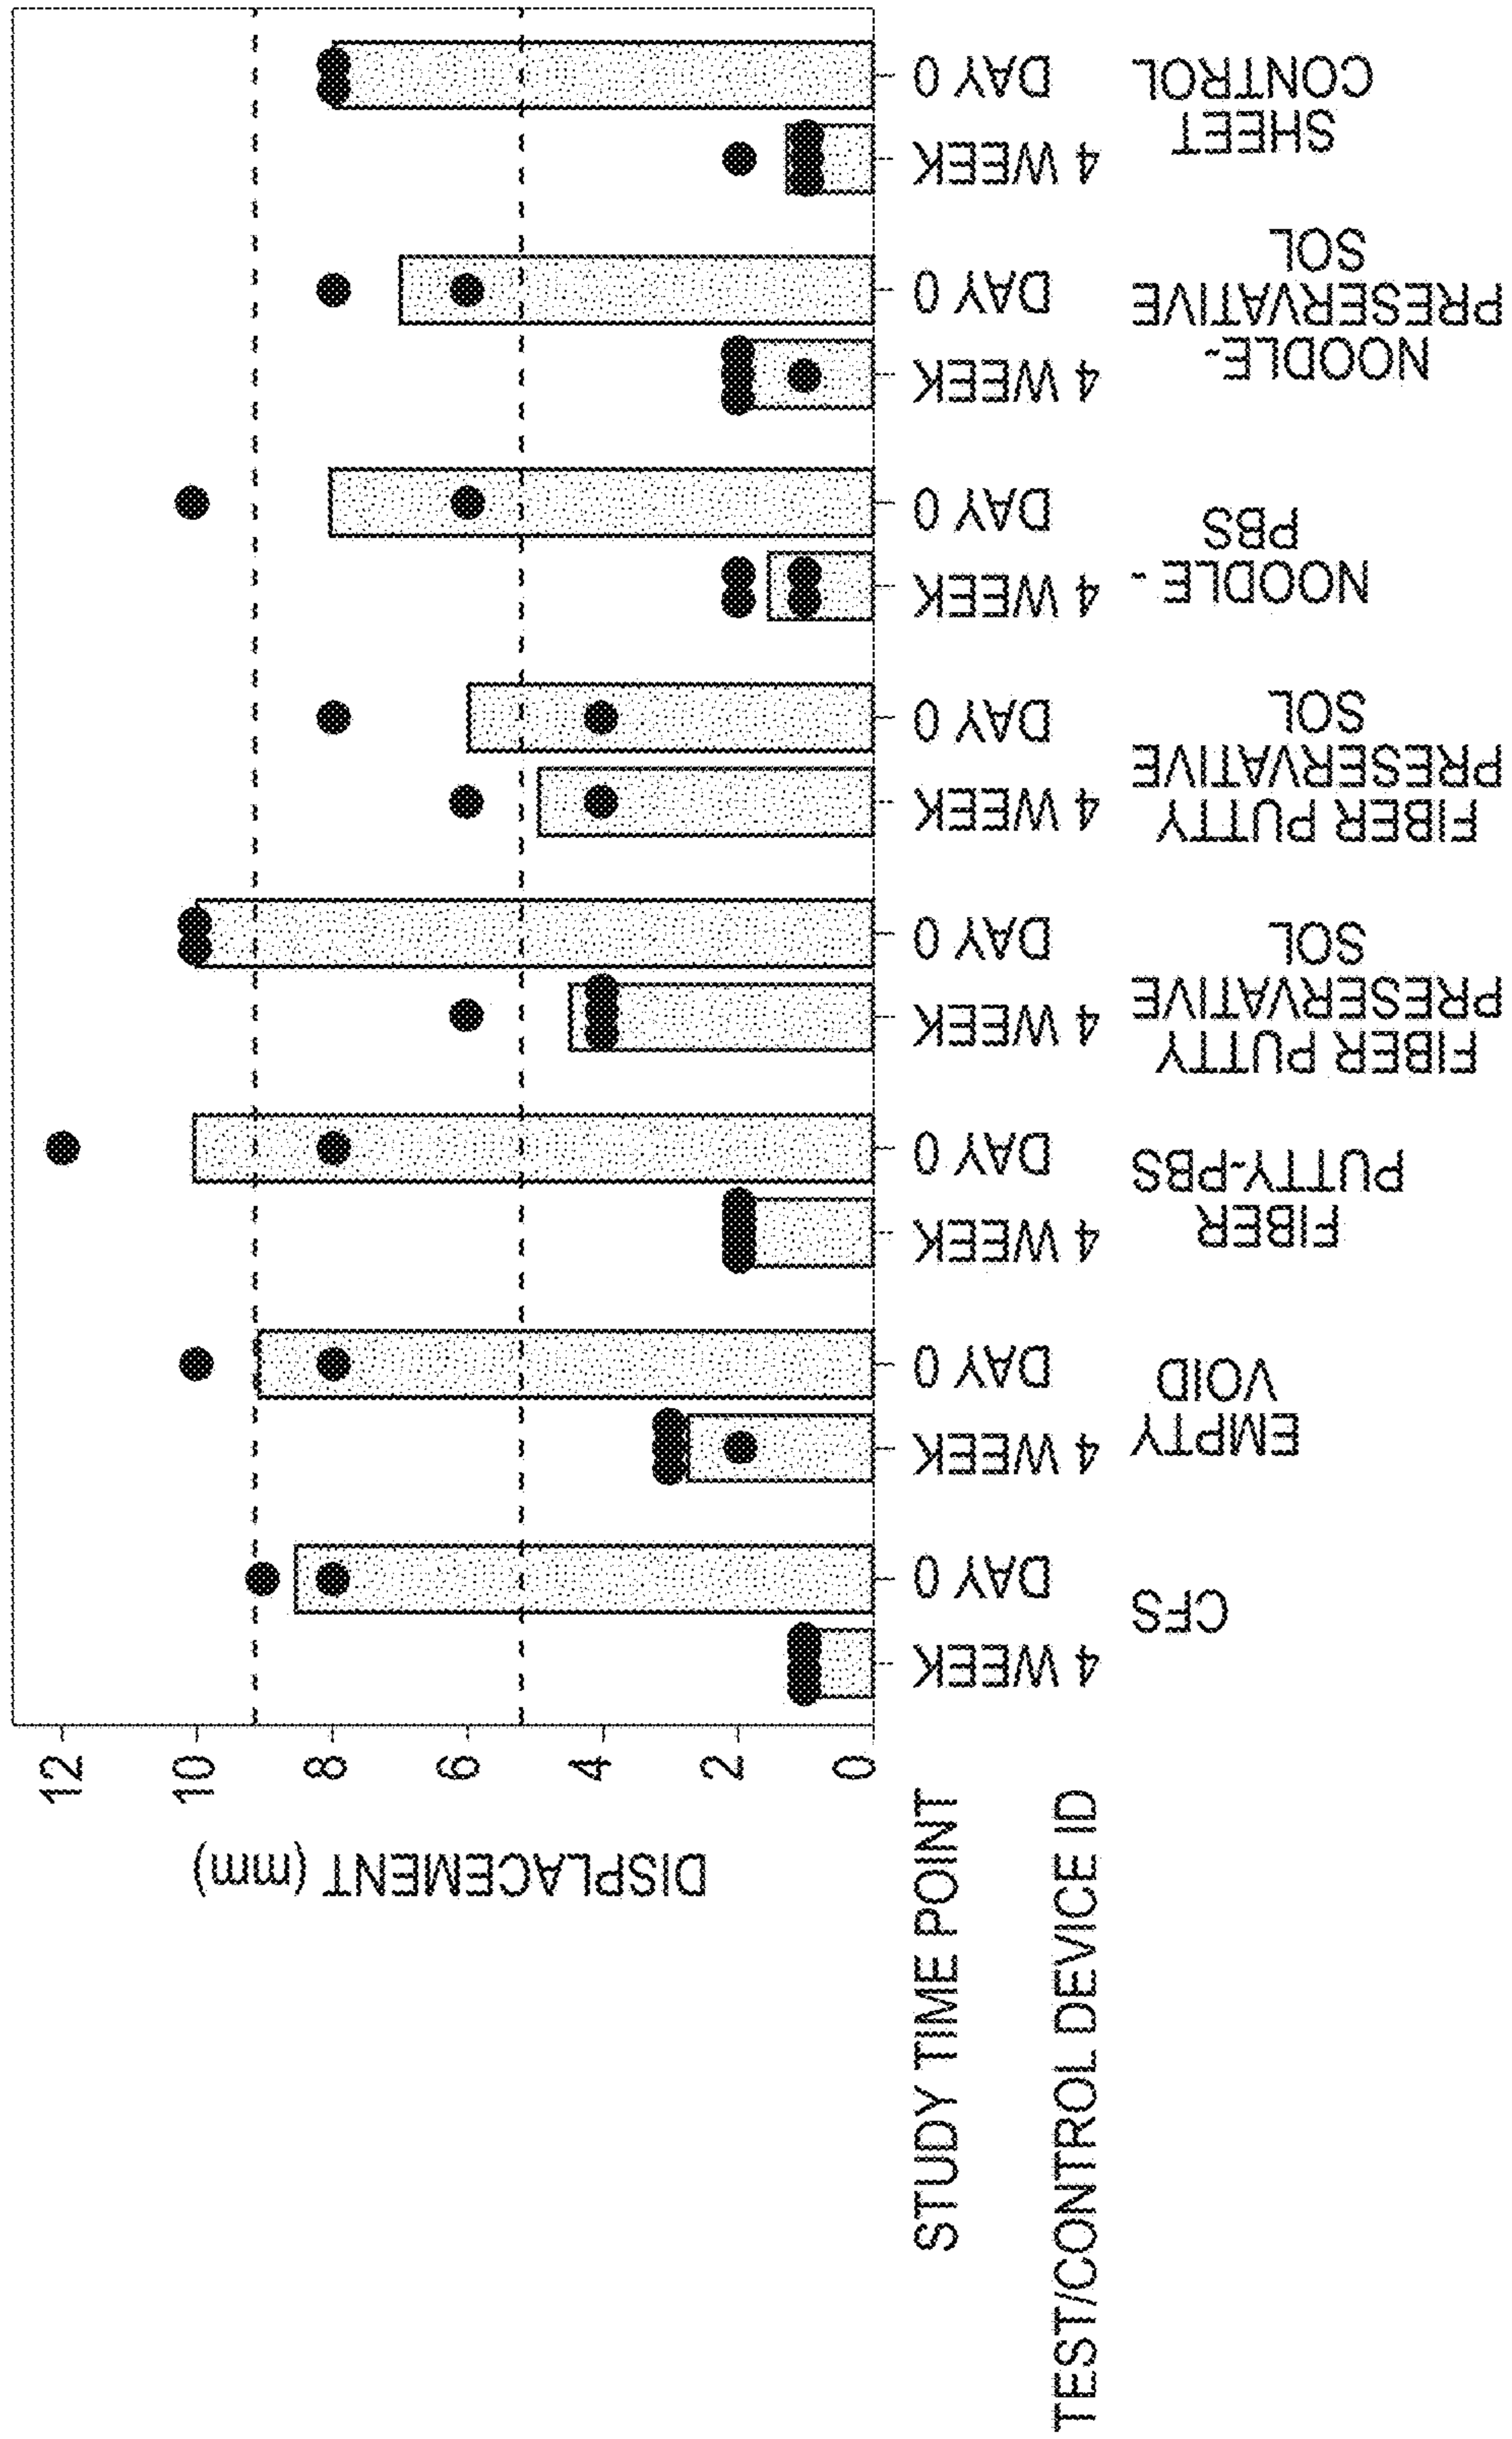 DISPLACEMENT (mm)
12
10
8
6
4
2
0
STUDY TIME POINT
4 WEEK
DAY 0
4 WEEK
DAY 0
4 WEEK
DAY 0
4 WEEK
DAY 0
4 WEEK
DAY 0
4 WEEK
DAY 0
4 WEEK
DAY 0
4 WEEK
DAY 0
TEST/CONTROL DEVICE ID
CFS
EMPTY
VOID
FIBER
PUTTY-PBS
FIBER PUTTY
PRESERVATIVE
SOL
FIBER PUTTY
PRESERVATIVE
SOL
NOODLE -
PBS
NOODLE-
PRESERVATIVE
SOL
SHEET
CONTROL